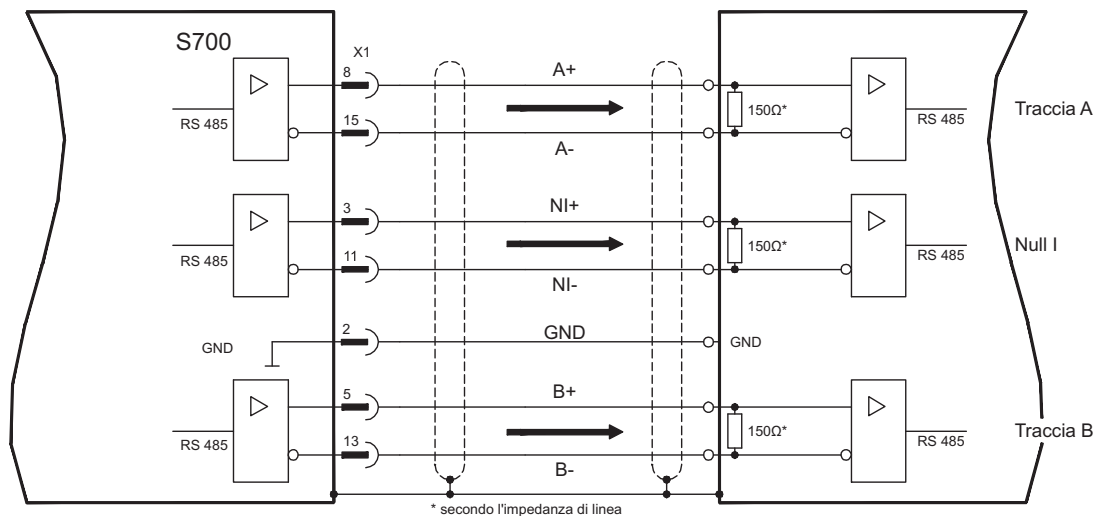 S700
X1
8
A+
RS 485
150Ω*
RS 485
Traccia A
15
A-
3
NI+
RS 485
150Ω*
RS 485
Null I
11
NI-
2
GND
GND
GND
5
B+
RS 485
150Ω*
RS 485
Traccia B
13
B-
* secondo l'impedanza di linea